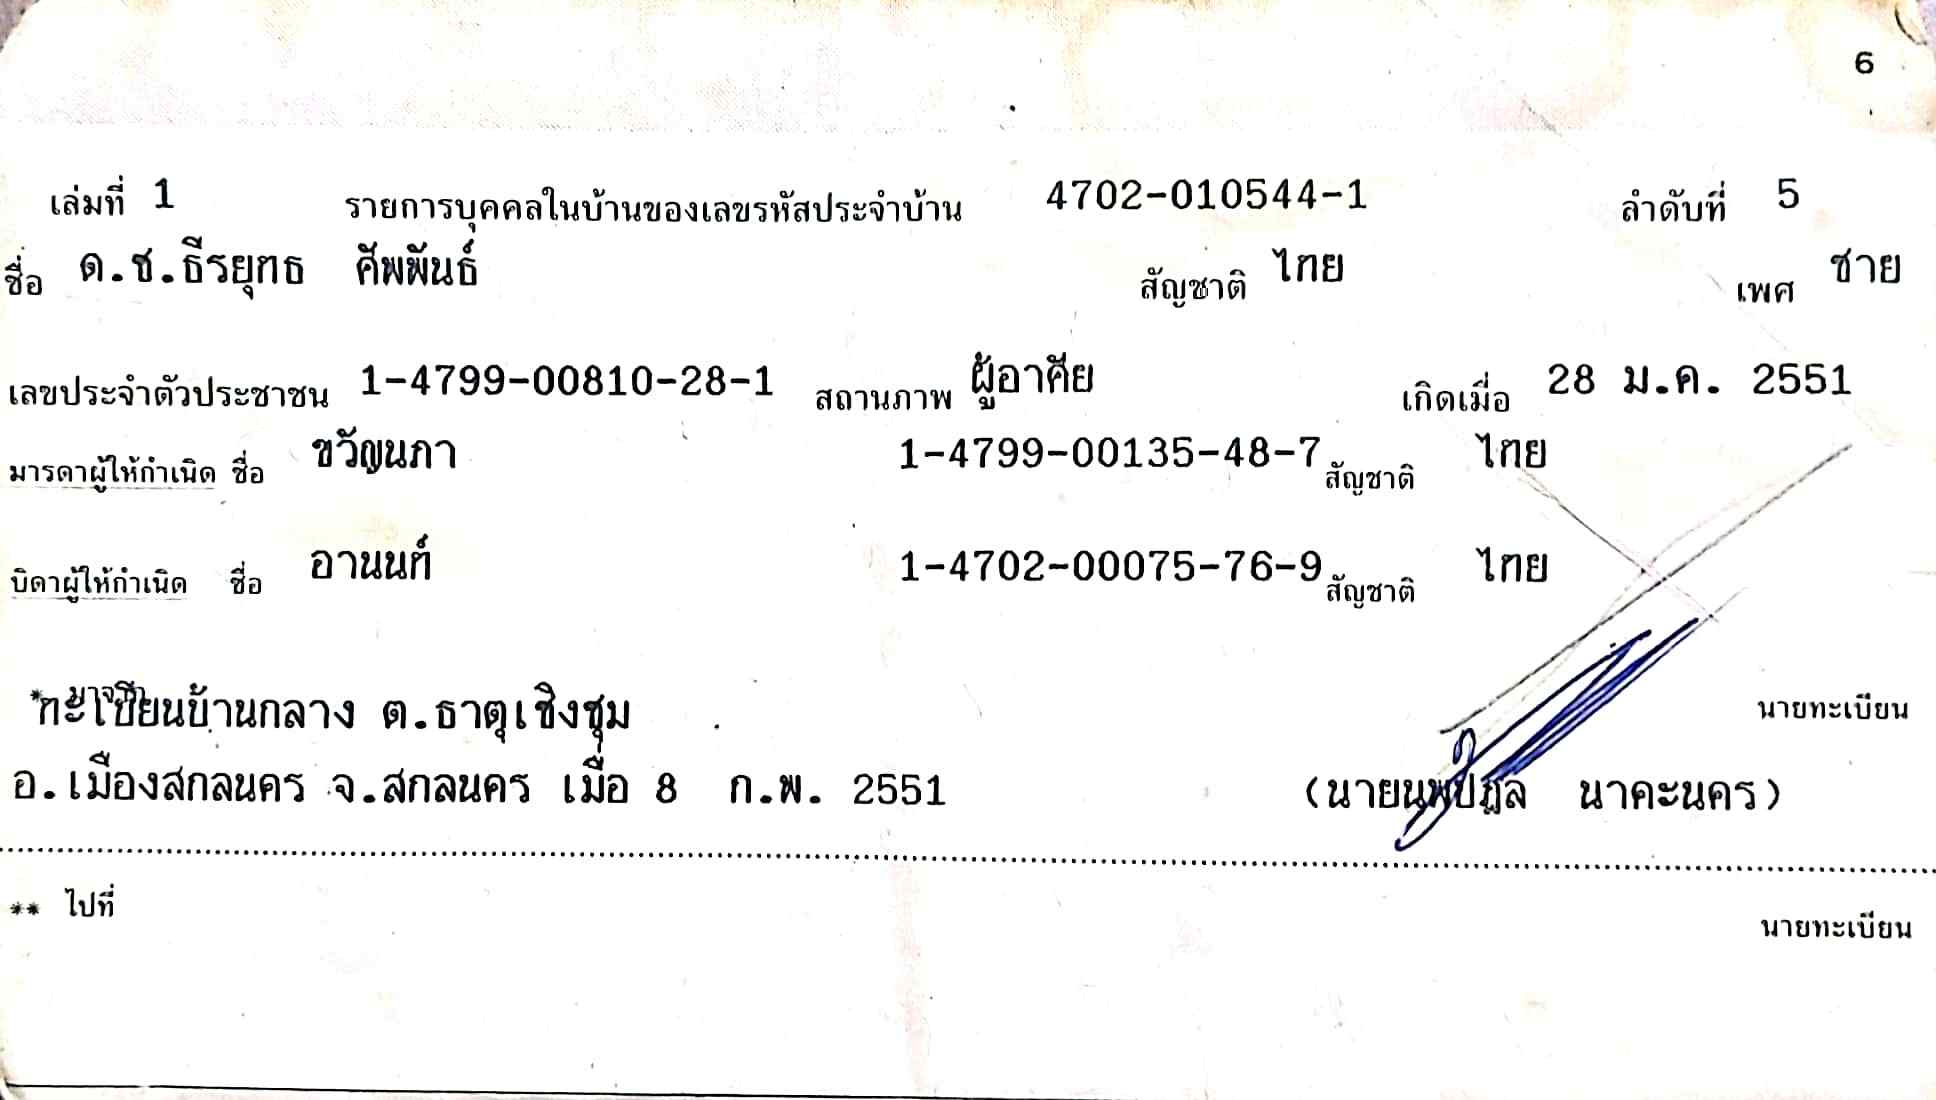 6
เล่มที่ 1 รายการบุคคลในบ้านของเลขรหัสประจำบ้าน 4702-010544-1 ลำดับที่ 5
ชื่อ ด.ช.ธีรยุทธ ศัพพันธ์ สัญชาติ ไทย เพศ ชาย
เลขประจำตัวประชาชน 1-4799-00810-28-1 สถานภาพ ผู้อาศัย เกิดเมื่อ 28 ม.ค. 2551
มารดาผู้ให้กำเนิด ชื่อ ขวัญนภา 1-4799-00135-48-7 สัญชาติ ไทย
บิดาผู้ให้กำเนิด ชื่อ อานนท์ 1-4702-00075-76-9 สัญชาติ ไทย
* มาจาก
ทะเบียนบ้านกลาง ต.ธาตุเชิงชุม นายทะเบียน
อ.เมืองสกลนคร จ.สกลนคร เมื่อ 8 ก.พ. 2551 (นาย นาคะนคร)
** ไปที่ นายทะเบียน